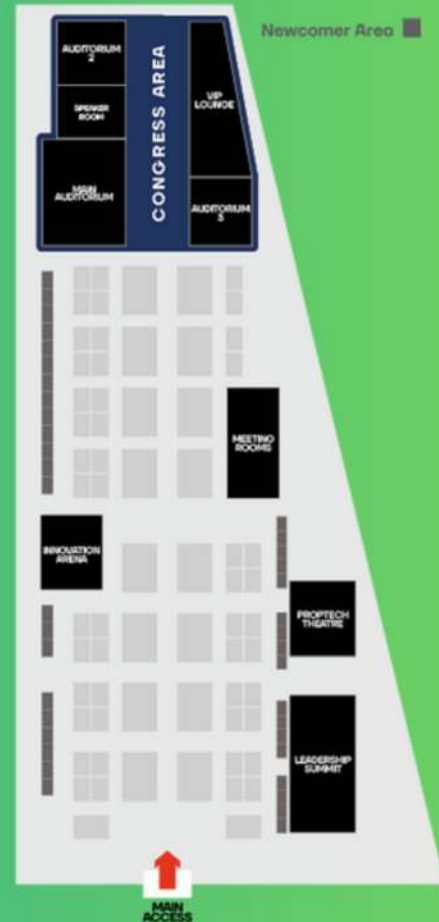 Newcomer Area
AUDITORIUM
2
SPEAKER
ROOM
MAIN
AUDITORIUM
CONGRESS AREA
VIP
LOUNGE
AUDITORIUM
3
MEETING
ROOMS
INNOVATION
ARENA
PROPTECH
THEATRE
LEADERSHIP
SUMMIT
MAIN
ACCESS